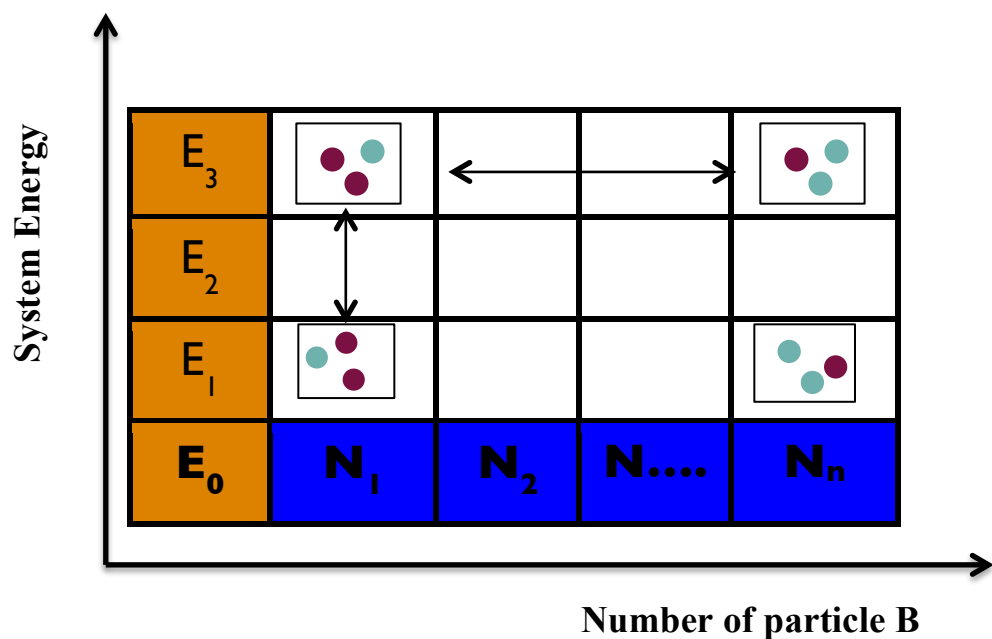 System Energy
E₃
E₂
E₁
E₀ N₁ N₂ N.... Nₙ
Number of particle B